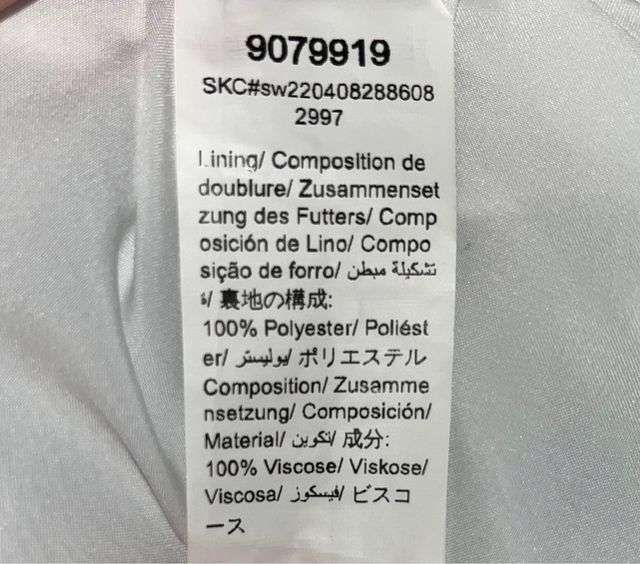 9079919
SKC#sw220408288608
2997
Lining/ Composition de
doublure/ Zusammenset
zung des Futters/ Comp
osición de Lino/ Compo
sição de forro/ تشكيلة مبطن
ة/ 裏地の構成:
100% Polyester/ Poliést
er/ بوليستر/ ポリエステル
Composition/ Zusamme
nsetzung/ Composición/
Material/ تكوين/ 成分:
100% Viscose/ Viskose/
Viscosa/ فيسكوز/ ビスコ
ース